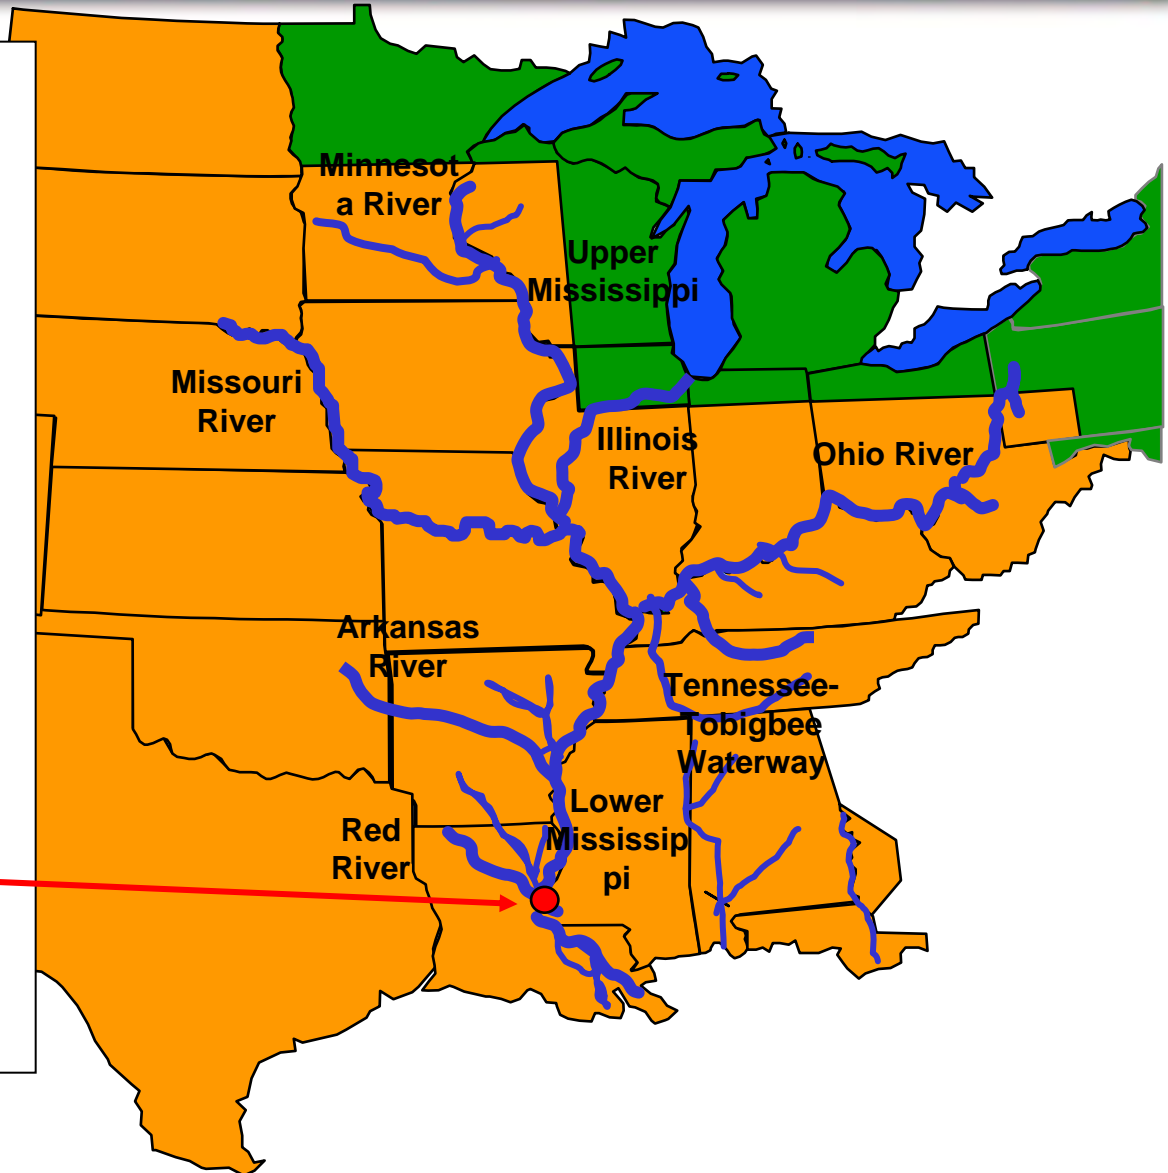 Minnesot
a River
Upper
Mississippi
Missouri
River
Illinois
River
Ohio River
Arkansas
River
Tennessee-
Tobigbee
Waterway
Lower
Mississip
pi
Red
River